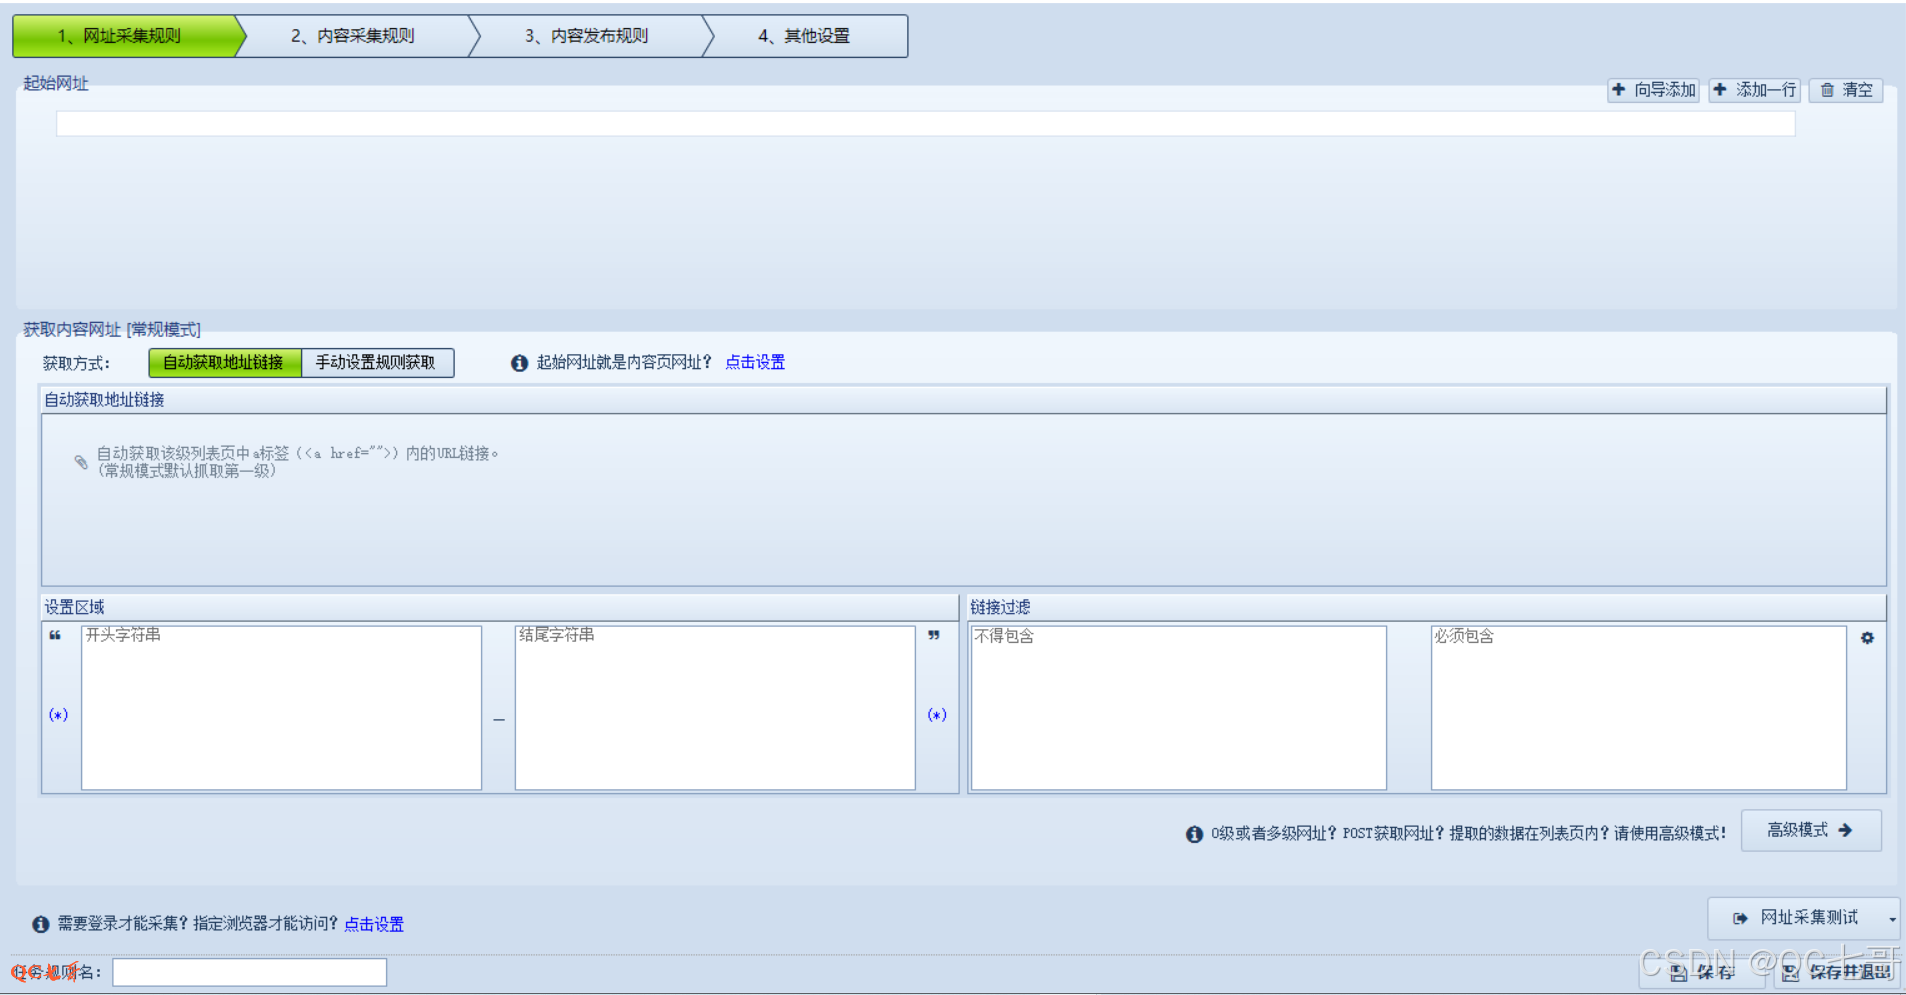 1、网址采集规则 2、内容采集规则 3、内容发布规则 4、其他设置
起始网址
向导添加 添加一行 清空
获取内容网址 [常规模式]
获取方式： 自动获取地址链接 手动设置规则获取 起始网址就是内容页网址？ 点击设置
自动获取地址链接
自动获取该级列表页中a标签（<a href="">）内的URL链接。
（常规模式默认抓取第一级）
设置区域 链接过滤
开头字符串 结尾字符串 不得包含 必须包含
(*) — (*)
0级或者多级网址？POST获取网址？提取的数据在列表页内？请使用高级模式！ 高级模式
需要登录才能采集？指定浏览器才能访问？ 点击设置 网址采集测试
任务规则名： 保存 保存并退出
CSDN @QC七哥